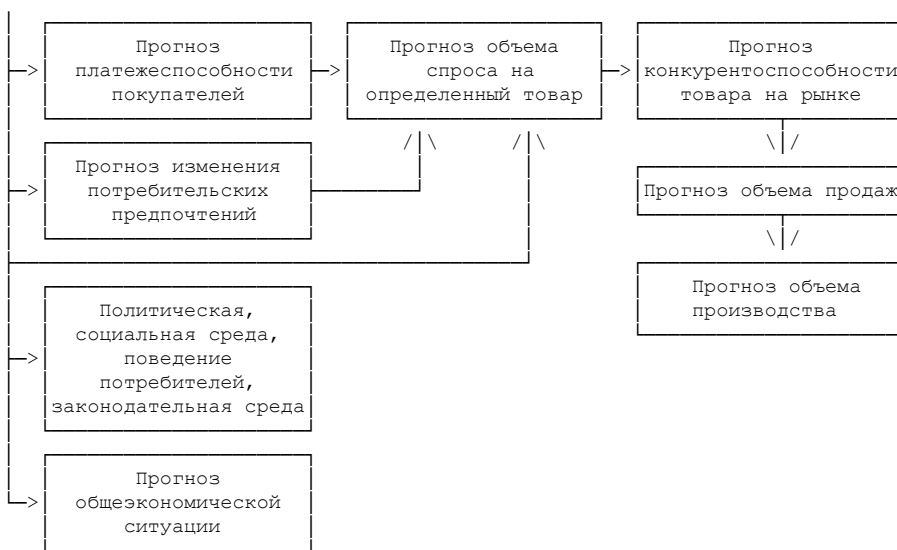 Прогноз
платежеспособности
покупателей
Прогноз объема
спроса на
определенный товар
Прогноз
конкурентоспособности
товара на рынке
Прогноз изменения
потребительских
предпочтений
Прогноз объема продаж
Прогноз объема
производства
Политическая,
социальная среда,
поведение
потребителей,
законодательная среда
Прогноз
общеэкономической
ситуации